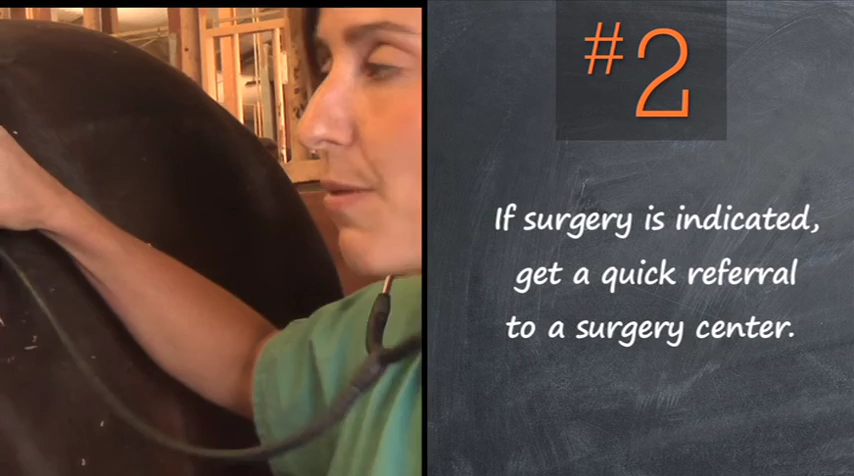 #2
If surgery is indicated,
get a quick referral
to a surgery center.